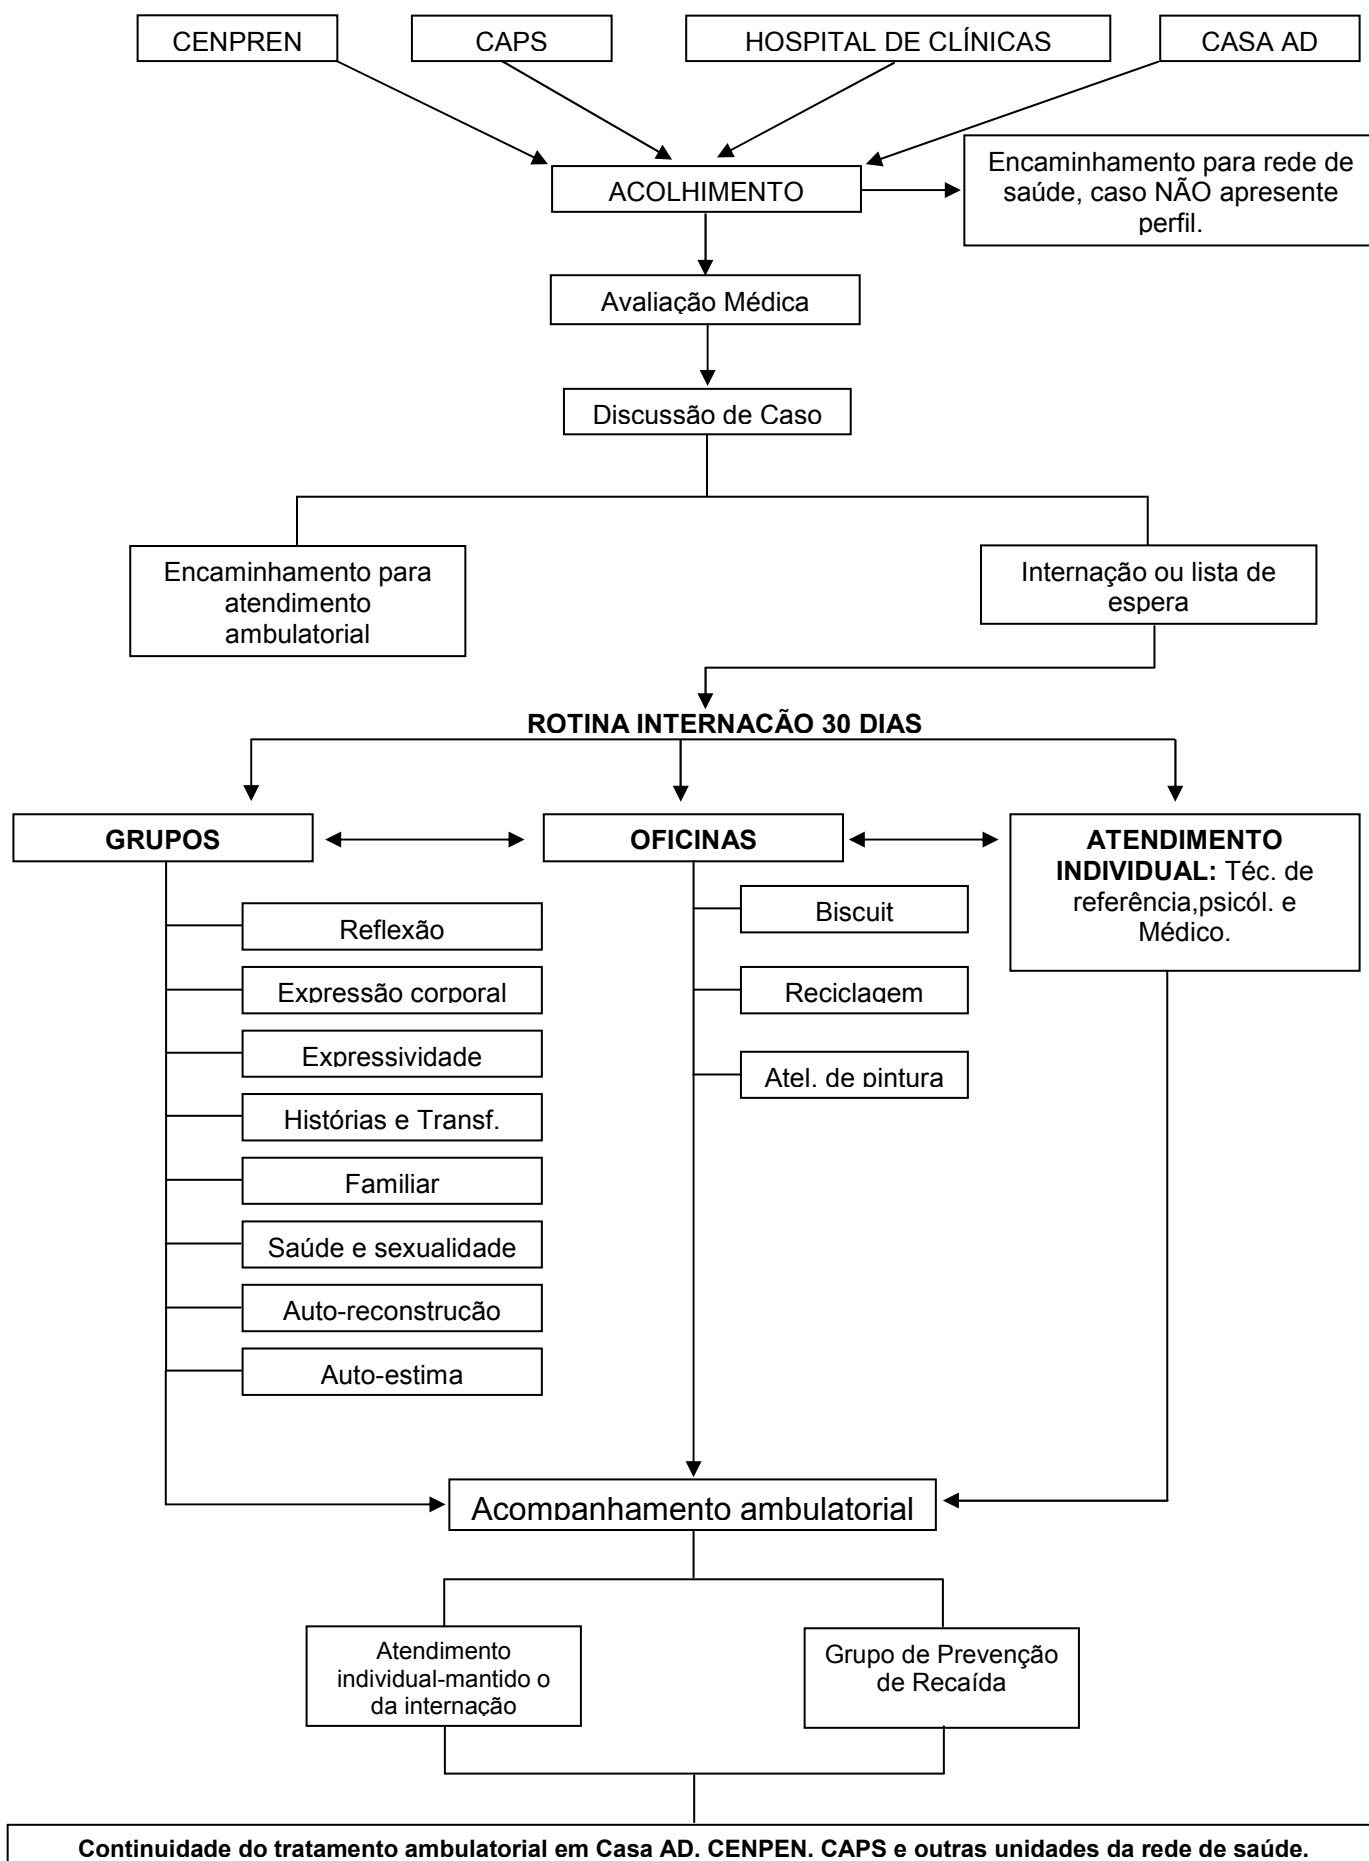 CENPREN
CAPS
HOSPITAL DE CLÍNICAS
CASA AD
ACOLHIMENTO
Encaminhamento para rede de
saúde, caso NÃO apresente
perfil.
Avaliação Médica
Discussão de Caso
Encaminhamento para
atendimento
ambulatorial
Internação ou lista de
espera
ROTINA INTERNACÃO 30 DIAS
GRUPOS
OFICINAS
ATENDIMENTO
INDIVIDUAL: Téc. de
referência,psicól. e
Médico.
Reflexão
Expressão corporal
Expressividade
Histórias e Transf.
Familiar
Saúde e sexualidade
Auto-reconstrução
Auto-estima
Biscuit
Reciclagem
Atel. de pintura
Acompanhamento ambulatorial
Atendimento
individual-mantido o
da internação
Grupo de Prevenção
de Recaída
Continuidade do tratamento ambulatorial em Casa AD, CENPEN, CAPS e outras unidades da rede de saúde.